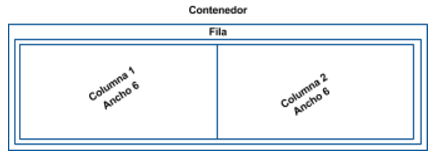 Contenedor
Fila
Columna 1
Ancho 6
Columna 2
Ancho 6